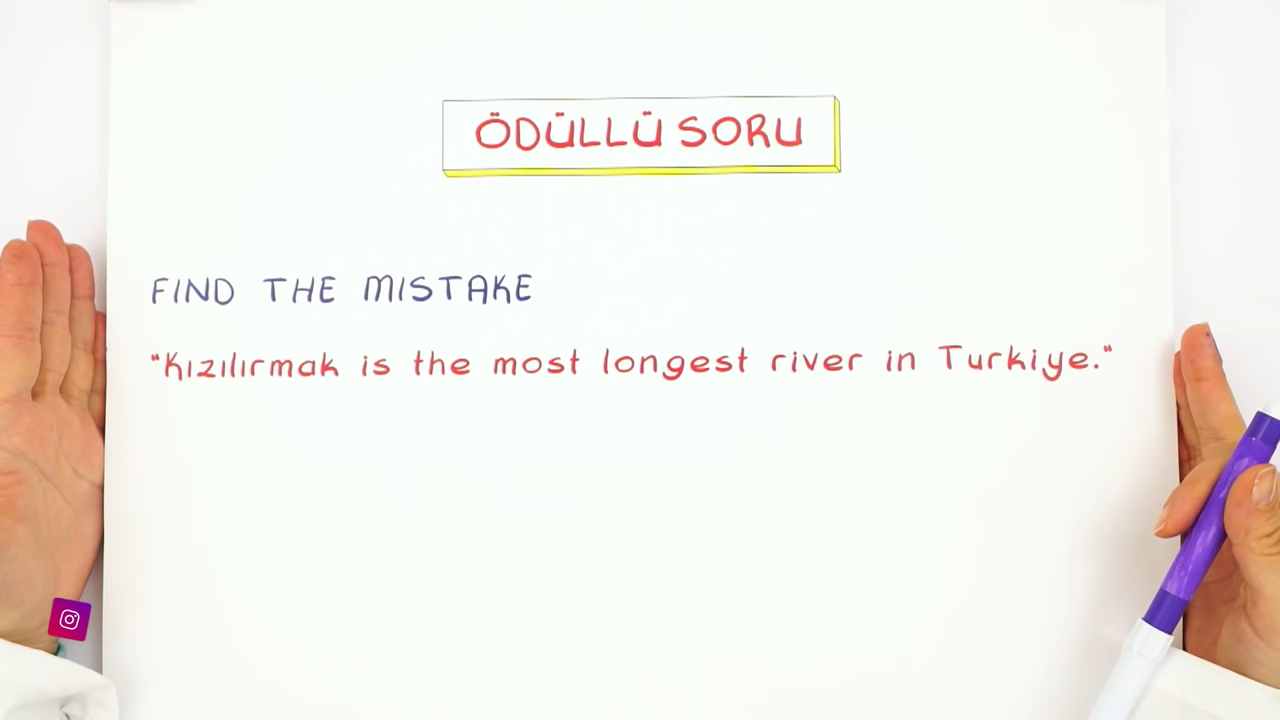 ÖDÜLLÜ SORU
FIND THE MISTAKE
"Kızılırmak is the most longest river in Turkiye."